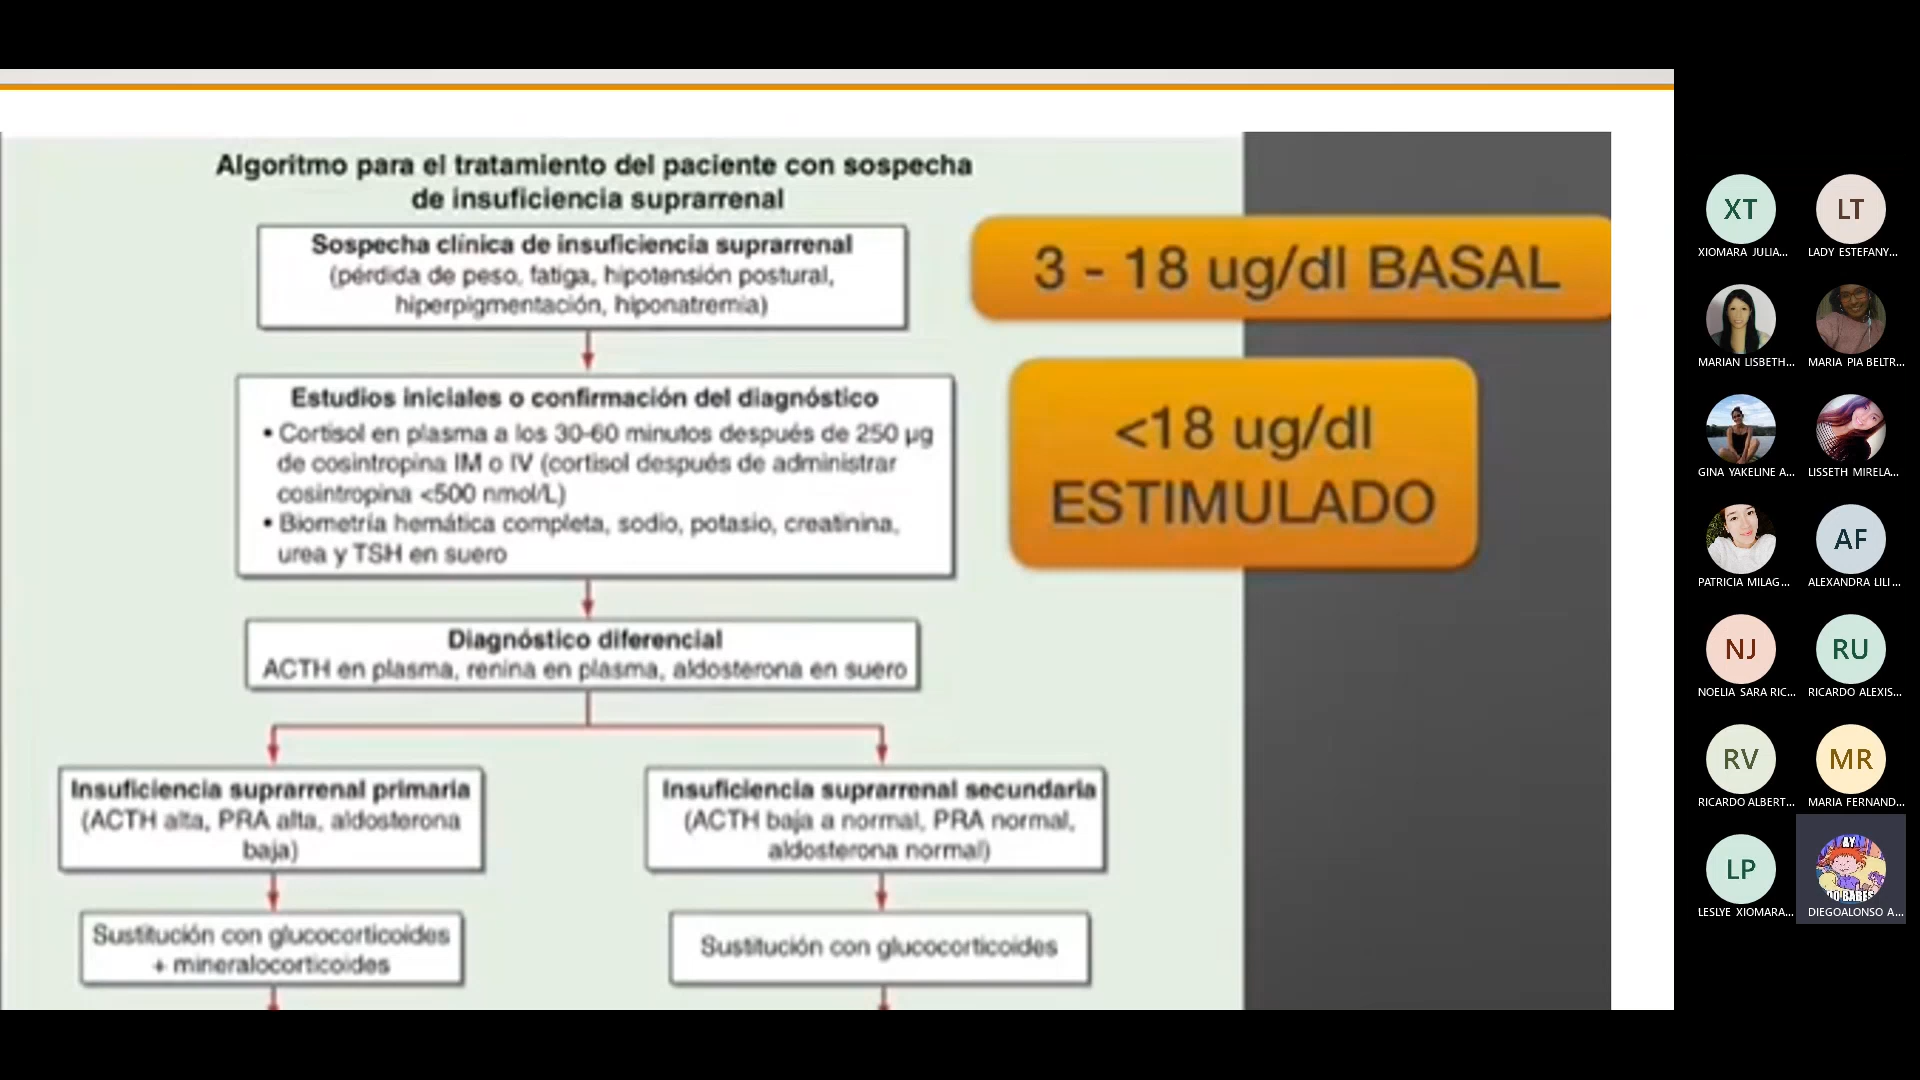 Algoritmo para el tratamiento del paciente con sospecha
de insuficiencia suprarrenal
Sospecha clínica de insuficiencia suprarrenal
(pérdida de peso, fatiga, hipotensión postural,
hiperpigmentación, hiponatremia)
3 - 18 ug/dl BASAL
Estudios iniciales o confirmación del diagnóstico
• Cortisol en plasma a los 30-60 minutos después de 250 µg
de cosintropina IM o IV (cortisol después de administrar
cosintropina <500 nmol/L)
• Biometría hemática completa, sodio, potasio, creatinina,
urea y TSH en suero
<18 ug/dl
ESTIMULADO
Diagnóstico diferencial
ACTH en plasma, renina en plasma, aldosterona en suero
Insuficiencia suprarrenal primaria
(ACTH alta, PRA alta, aldosterona
baja)
Insuficiencia suprarrenal secundaria
(ACTH baja a normal, PRA normal,
aldosterona normal)
Sustitución con glucocorticoides
+ mineralocorticoides
Sustitución con glucocorticoides
XT
XIOMARA JULIA...
LT
LADY ESTEFANY...
MARIAN LISBETH...
MARIA PIA BELTR...
GINA YAKELINE A...
LISSETH MIRELA...
PATRICIA MILAG...
AF
ALEXANDRA LILI...
NJ
NOELIA SARA RIC...
RU
RICARDO ALEXIS...
RV
RICARDO ALBERT...
MR
MARIA FERNAND...
LP
LESLYE XIOMARA...
AY
DIEGOALONSO A...